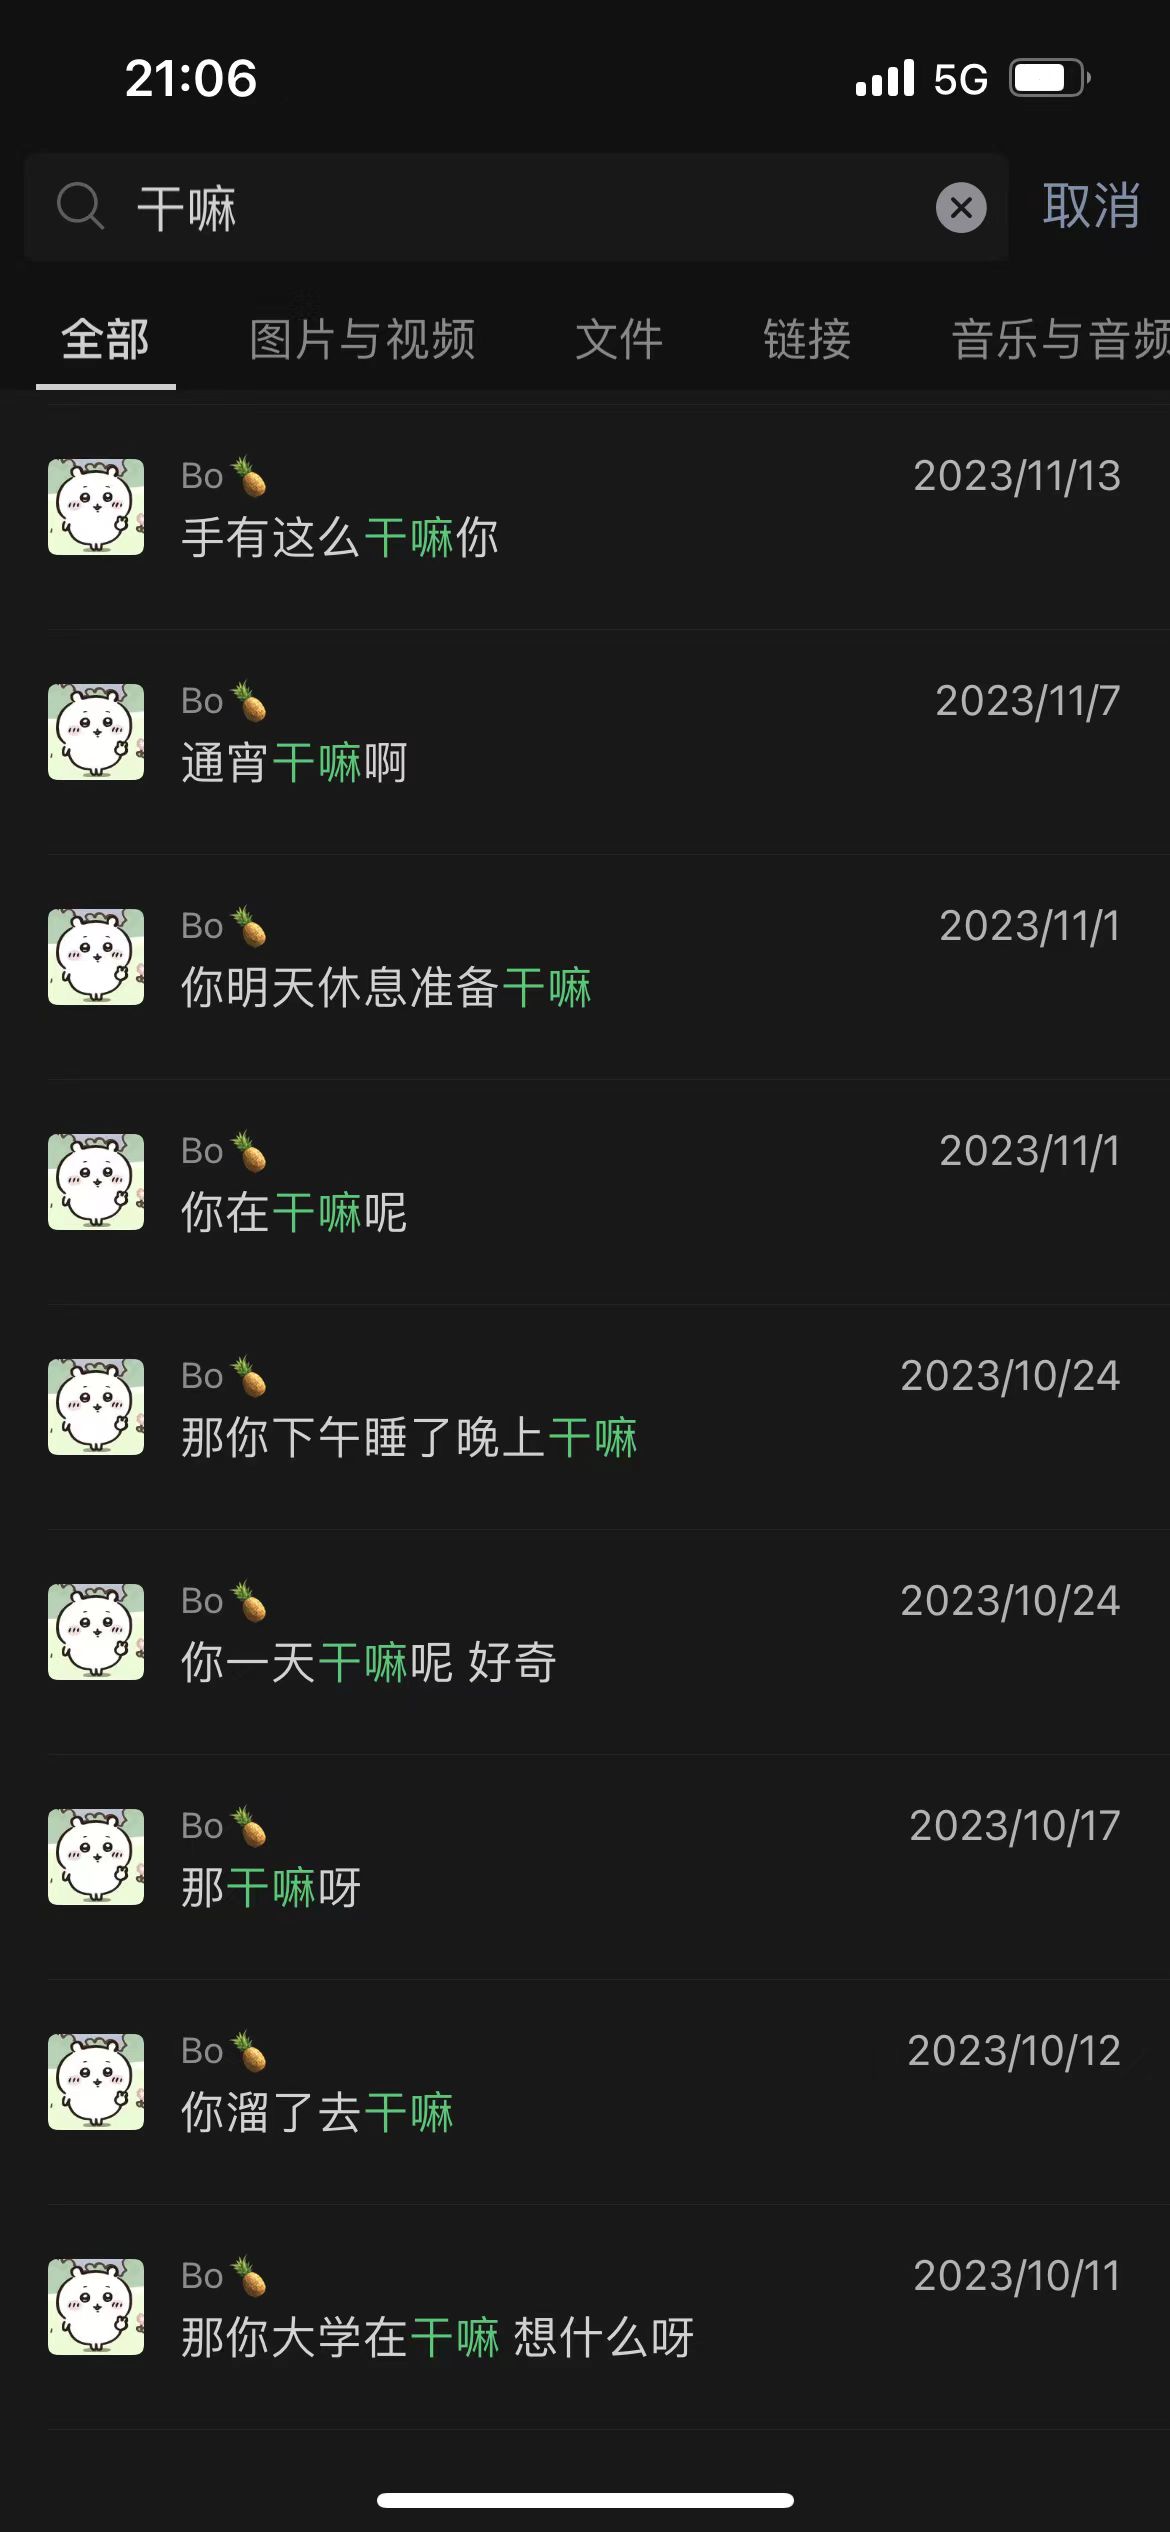 21:06 5G
干嘛 取消
全部 图片与视频 文件 链接 音乐与音频
Bo🍍 2023/11/13
手有这么干嘛你
Bo🍍 2023/11/7
通宵干嘛啊
Bo🍍 2023/11/1
你明天休息准备干嘛
Bo🍍 2023/11/1
你在干嘛呢
Bo🍍 2023/10/24
那你下午睡了晚上干嘛
Bo🍍 2023/10/24
你一天干嘛呢 好奇
Bo🍍 2023/10/17
那干嘛呀
Bo🍍 2023/10/12
你溜了去干嘛
Bo🍍 2023/10/11
那你大学在干嘛 想什么呀